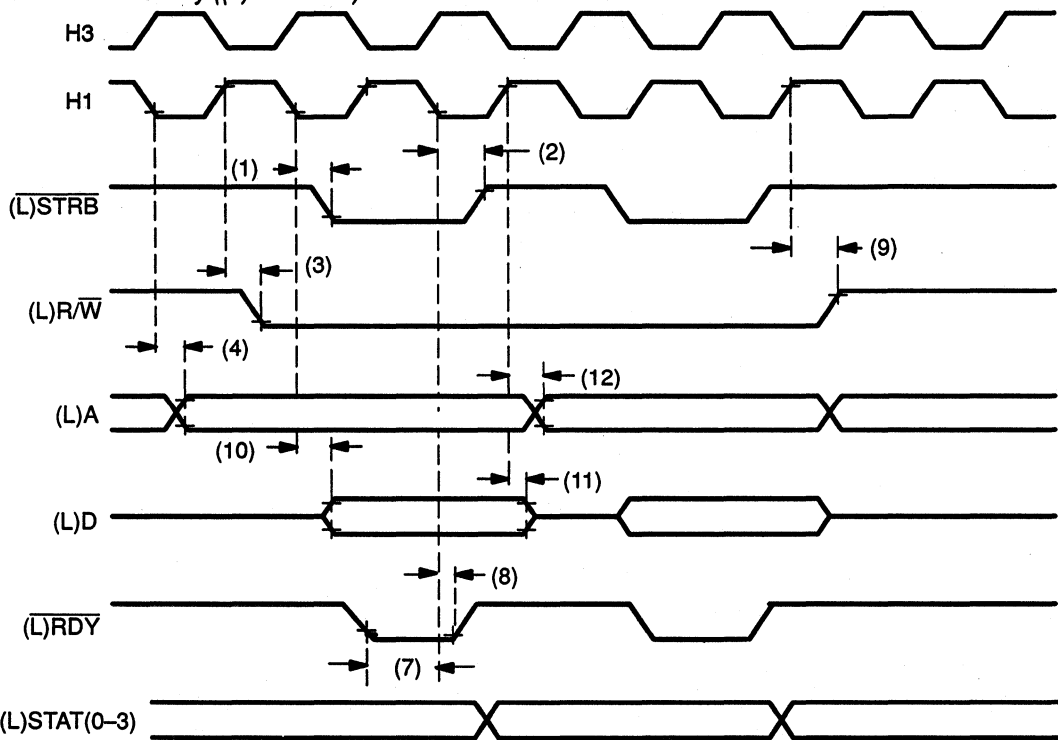 H3
H1
(1)
(2)
(L)STRB
(3)
(9)
(L)R/W
(4)
(12)
(L)A
(10)
(11)
(L)D
(8)
(L)RDY
(7)
(L)STAT(0–3)